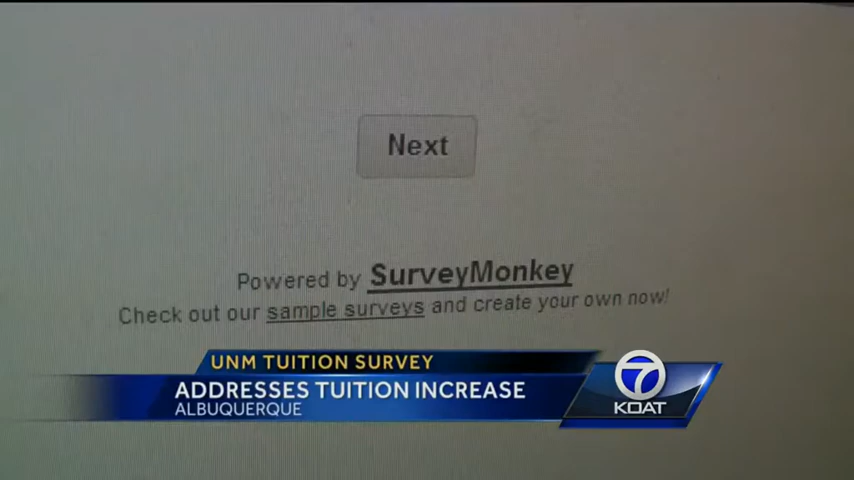 Next
Powered by SurveyMonkey
Check out our sample surveys and create your own now!
UNM TUITION SURVEY
ADDRESSES TUITION INCREASE
ALBUQUERQUE
7
KOAT